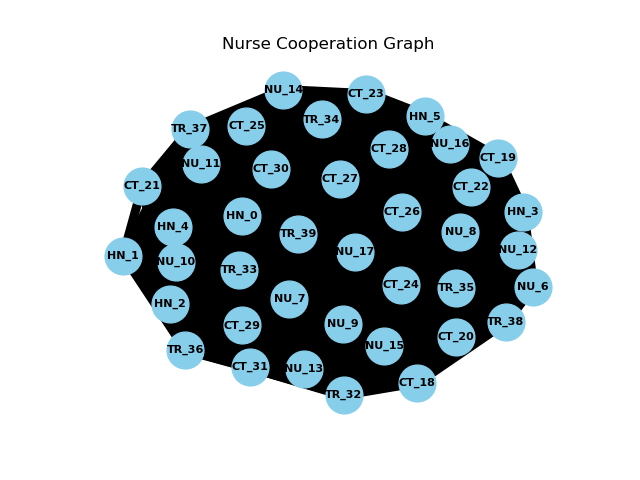 Nurse Cooperation Graph
NU_14
CT_23
HN_5
TR_34
CT_25
TR_37
NU_16
CT_28
CT_19
NU_11
CT_30
CT_27
CT_21
CT_22
HN_3
CT_26
HN_0
HN_4
NU_8
TR_39
NU_12
NU_17
HN_1
NU_10
TR_33
CT_24
NU_6
TR_35
NU_7
HN_2
TR_38
NU_9
CT_29
CT_20
NU_15
TR_36
CT_31
NU_13
CT_18
TR_32